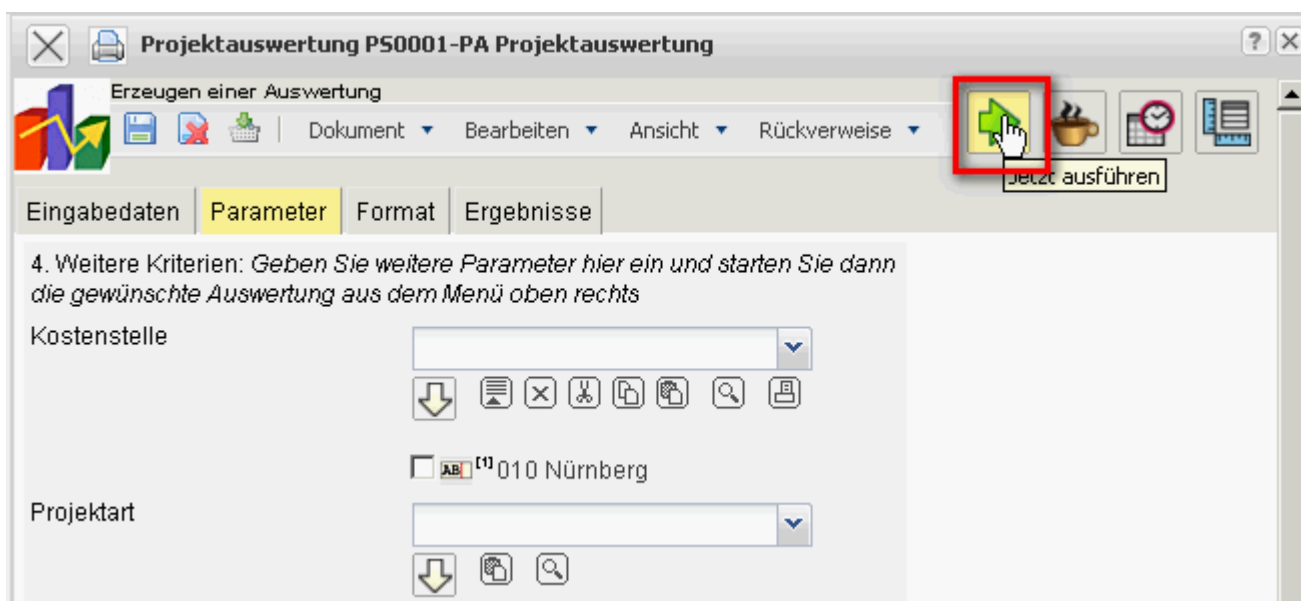 Projektauswertung PS0001-PA Projektauswertung
Erzeugen einer Auswertung
Dokument Bearbeiten Ansicht Rückverweise
Jetzt ausführen
Eingabedaten Parameter Format Ergebnisse
4. Weitere Kriterien: Geben Sie weitere Parameter hier ein und starten Sie dann
die gewünschte Auswertung aus dem Menü oben rechts
Kostenstelle
AB [1] 010 Nürnberg
Projektart